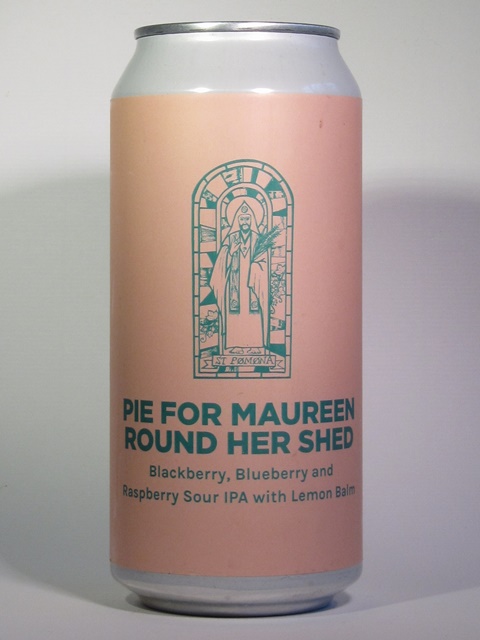 ST POMONA
PIE FOR MAUREEN
ROUND HER SHED
Blackberry, Blueberry and
Raspberry Sour IPA with Lemon Balm